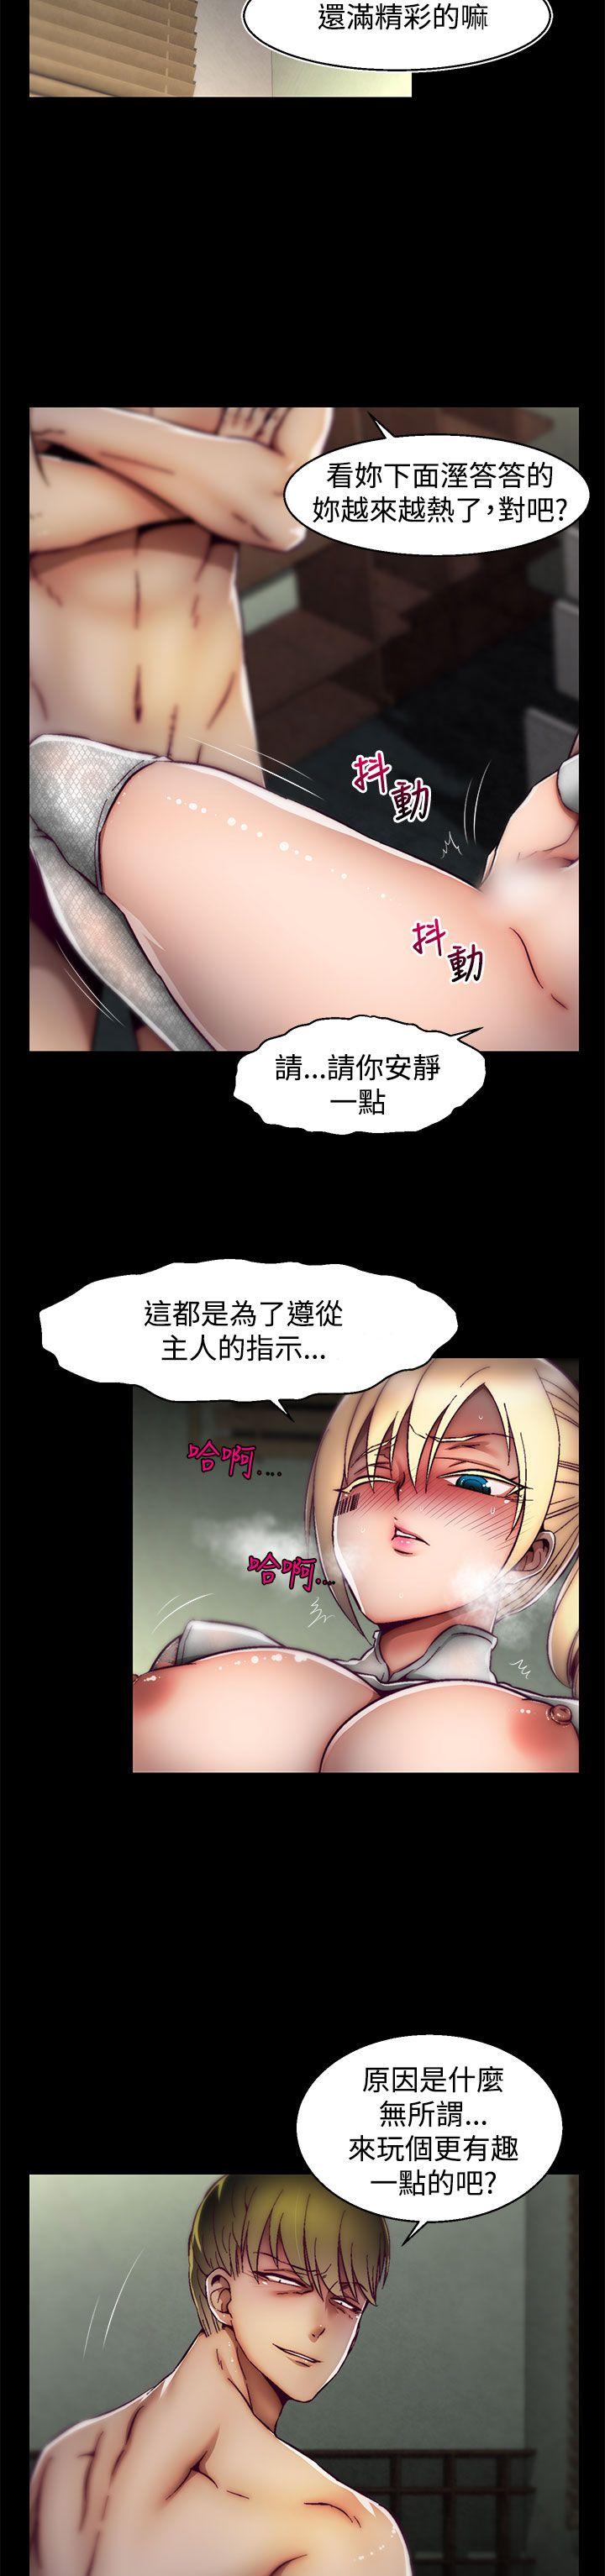 還滿精彩的嘛
看妳下面溼答答的
妳越來越熱了，對吧?
抖
動
抖
動
請...請你安靜
一點
這都是為了遵從
主人的指示...
哈啊....
哈啊....
原因是什麼
無所謂...
來玩個更有趣
一點的吧?